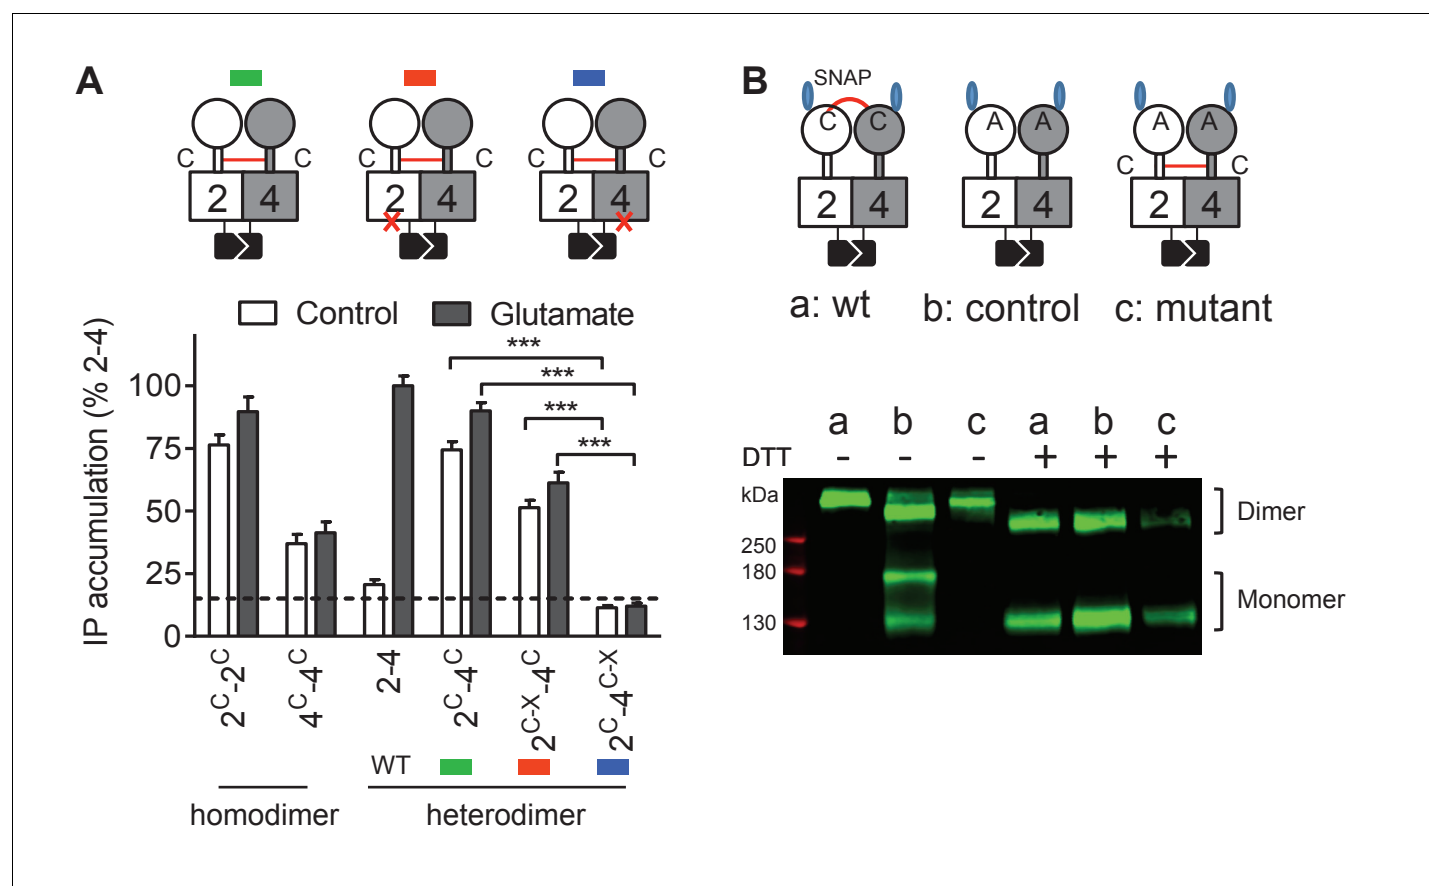 A
C C
2 4
C C
2 4
C C
2 4
Control Glutamate
IP accumulation (% 2-4)
100
75
50
25
0
***
***
***
***
2C-2C
4C-4C
2-4
2C-4C
2C-X-4C
2C-4C-X
WT
homodimer heterodimer
B
SNAP
C C
2 4
A A
2 4
A A
C C
2 4
a: wt b: control c: mutant
a b c a b c
DTT - - - + + +
kDa
250
180
130
Dimer
Monomer